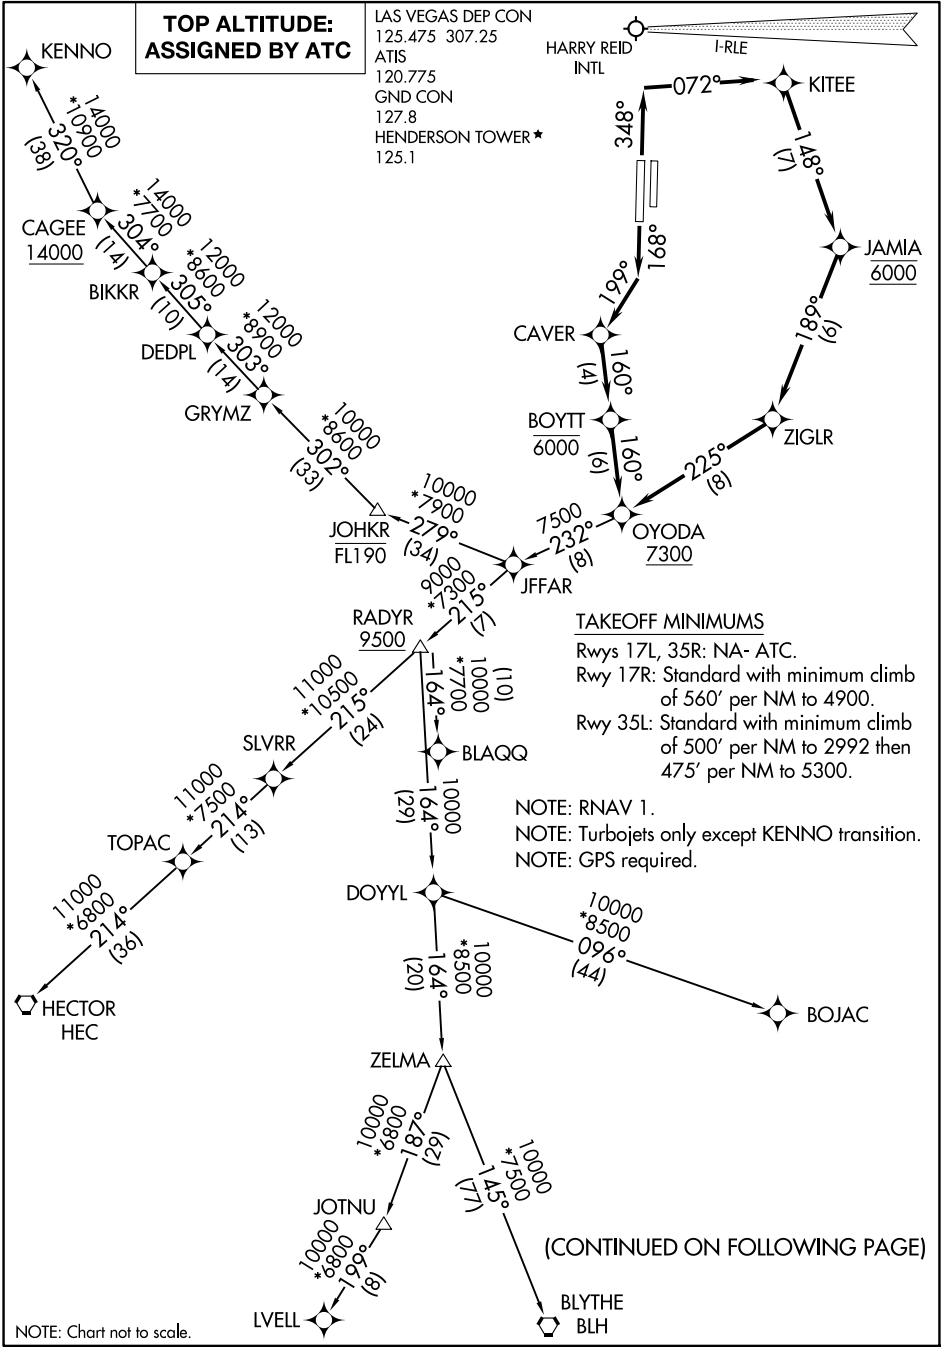 TOP ALTITUDE:
ASSIGNED BY ATC
LAS VEGAS DEP CON
125.475 307.25
ATIS
120.775
GND CON
127.8
HENDERSON TOWER★
125.1
HARRY REID
INTL
I-RLE
KENNO
14000
*10900
320°
(38)
CAGEE
14000
14000
*7700
304°
(14)
BIKKR
12000
*8600
305°
(10)
DEDPL
12000
*8900
303°
(14)
GRYMZ
10000
*8600
302°
(33)
JOHKR
FL190
10000
*7900
279°
(34)
JFFAR
348°
072°
KITEE
148°
(7)
JAMIA
6000
189°
(6)
ZIGLR
225°
(8)
168°
199°
CAVER
160°
(4)
BOYTT
6000
160°
(6)
OYODA
7300
7500
232°
(8)
9000
*7300
215°
(7)
RADYR
9500
11000
*10500
215°
(24)
SLVRR
11000
*7500
214°
(13)
TOPAC
11000
*6800
214°
(36)
HECTOR
HEC
(10)
10000
*7700
164°
BLAQQ
10000
164°
(29)
DOYYL
10000
*8500
096°
(44)
BOJAC
10000
*8500
164°
(20)
ZELMA
10000
*6800
187°
(29)
JOTNU
10000
*6800
199°
(8)
LVELL
10000
*7500
145°
(77)
BLYTHE
BLH
TAKEOFF MINIMUMS
Rwys 17L, 35R: NA- ATC.
Rwy 17R: Standard with minimum climb
of 560' per NM to 4900.
Rwy 35L: Standard with minimum climb
of 500' per NM to 2992 then
475' per NM to 5300.
NOTE: RNAV 1.
NOTE: Turbojets only except KENNO transition.
NOTE: GPS required.
(CONTINUED ON FOLLOWING PAGE)
NOTE: Chart not to scale.